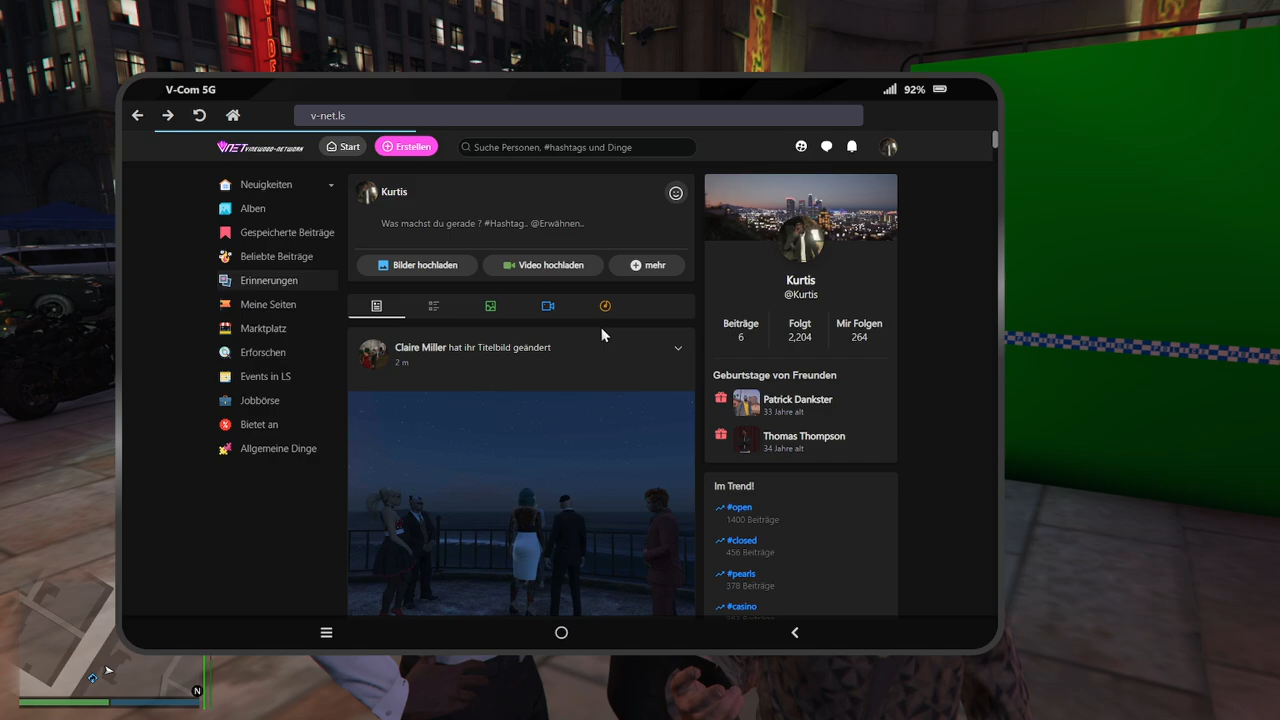 V-Com 5G
92%
v-net.ls
VNET VINEWOOD-NETWORK
Start
Erstellen
Suche Personen, #hashtags und Dinge
Neuigkeiten
Alben
Gespeicherte Beiträge
Beliebte Beiträge
Erinnerungen
Meine Seiten
Marktplatz
Erforschen
Events in LS
Jobbörse
Bietet an
Allgemeine Dinge
Kurtis
Was machst du gerade ? #Hashtag.. @Erwähnen..
Bilder hochladen
Video hochladen
mehr
Claire Miller hat ihr Titelbild geändert
2 m
Kurtis
@Kurtis
Beiträge
6
Folgt
2,204
Mir Folgen
264
Geburtstage von Freunden
Patrick Dankster
33 Jahre alt
Thomas Thompson
34 Jahre alt
Im Trend!
#open
1400 Beiträge
#closed
456 Beiträge
#pearls
378 Beiträge
#casino
N